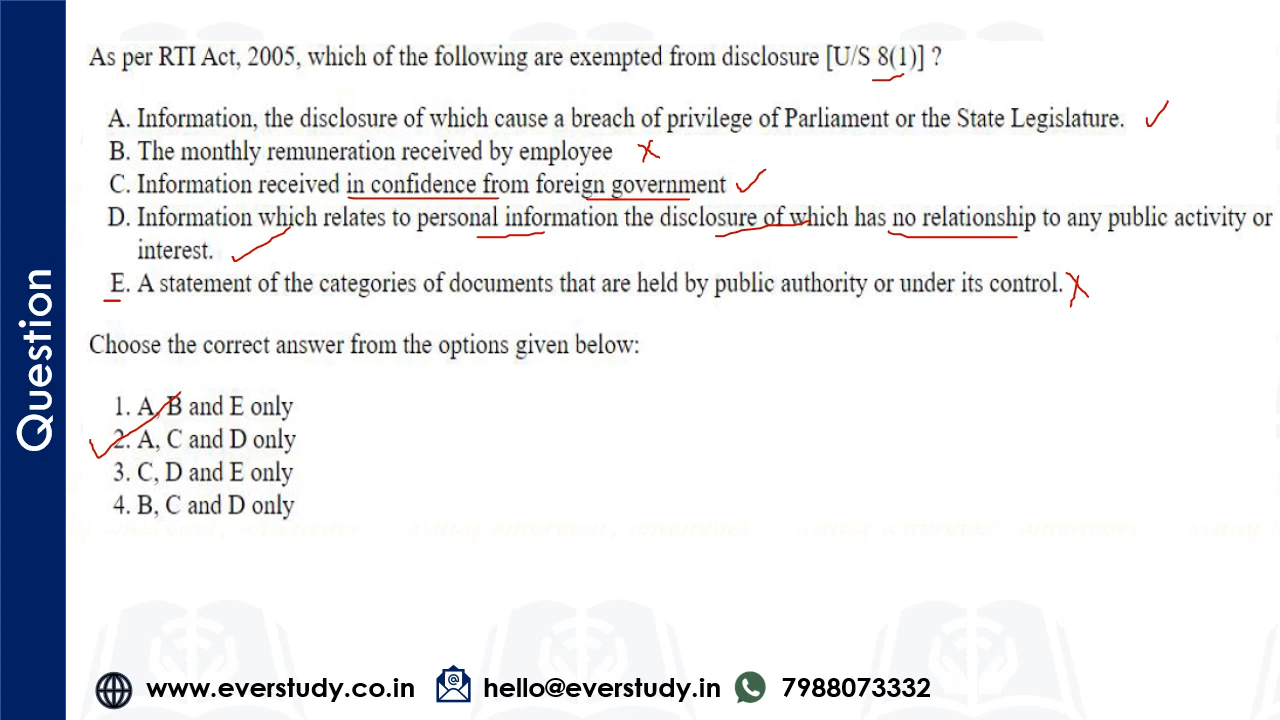 Question
As per RTI Act, 2005, which of the following are exempted from disclosure [U/S 8(1)] ?
A. Information, the disclosure of which cause a breach of privilege of Parliament or the State Legislature.
B. The monthly remuneration received by employee
C. Information received in confidence from foreign government
D. Information which relates to personal information the disclosure of which has no relationship to any public activity or
interest.
E. A statement of the categories of documents that are held by public authority or under its control.
Choose the correct answer from the options given below:
1. A, B and E only
2. A, C and D only
3. C, D and E only
4. B, C and D only
www.everstudy.co.in hello@everstudy.in 7988073332